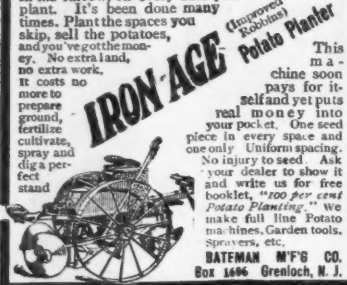 plant. It's been done many
times. Plant the spaces you
skip, sell the potatoes,
and you've got the mon-
ey. No extra land,
no extra work.
It costs no
more to
prepare
ground,
fertilize
cultivate,
spray and
dig a per-
fect
stand
IRON AGE
(Improved
Robbins)
Potato Planter
This
ma-
chine soon
pays for it-
self and yet puts
real money into
your pocket. One seed
piece in every space and
one only Uniform spacing.
No injury to seed. Ask
your dealer to show it
and write us for free
booklet, "100 per cent
Potato Planting." We
make full line Potato
machines, Garden tools,
Sprayers, etc.
BATEMAN M'F'G CO.
Box 1606 Grenloch, N. J.